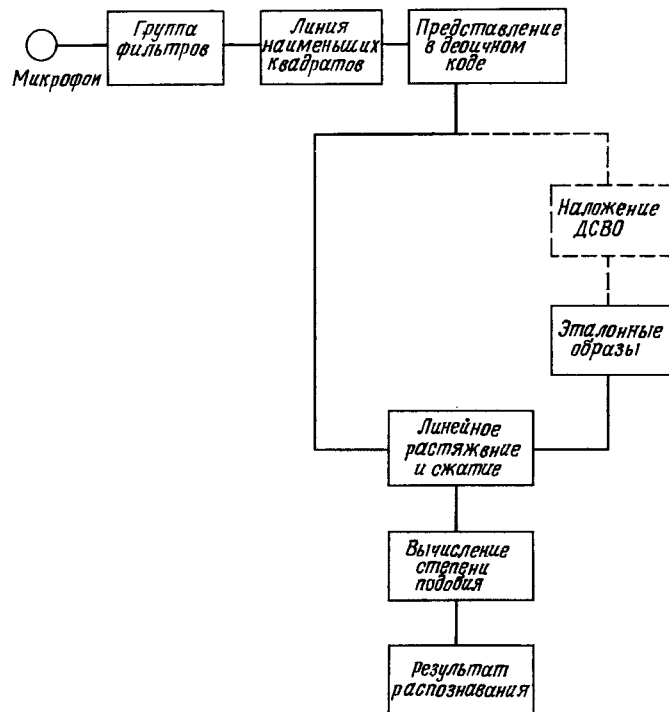 Группа
фильтров
Линия
наименьших
квадратов
Представление
в двоичном
коде
Микрофон
Наложение
ДСВО
Эталонные
образы
Линейное
растяжение
и сжатие
Вычисление
степени
подобия
Результат
распознавания